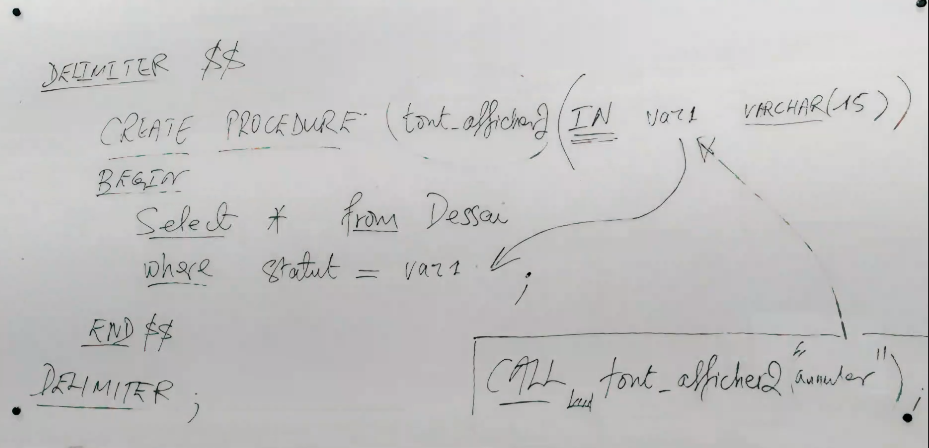 DELIMITER $$
CREATE PROCEDURE (tout_afficher2 (IN var1 VARCHAR(15))
BEGIN
Select * from Dessai
where statut = var1 ;
END $$
DELIMITER ;
CALL tout_afficher2 "annuler") ;